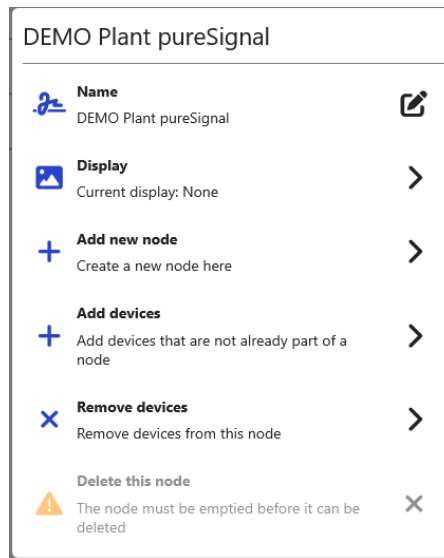 DEMO Plant pureSignal
Name
DEMO Plant pureSignal
Display
Current display: None
Add new node
Create a new node here
Add devices
Add devices that are not already part of a
node
Remove devices
Remove devices from this node
Delete this node
The node must be emptied before it can be
deleted